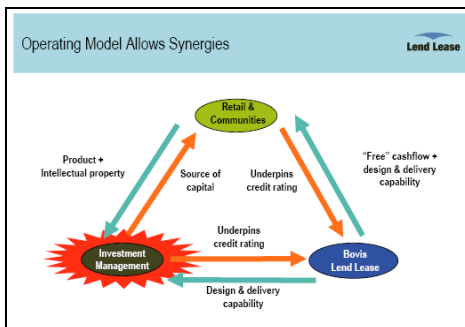 Operating Model Allows Synergies
Lend Lease
Retail &
Communities
Product +
Intellectual property
Source of
capital
Underpins
credit rating
"Free" cashflow +
design & delivery
capability
Underpins
credit rating
Investment
Management
Bovis
Lend Lease
Design & delivery
capability